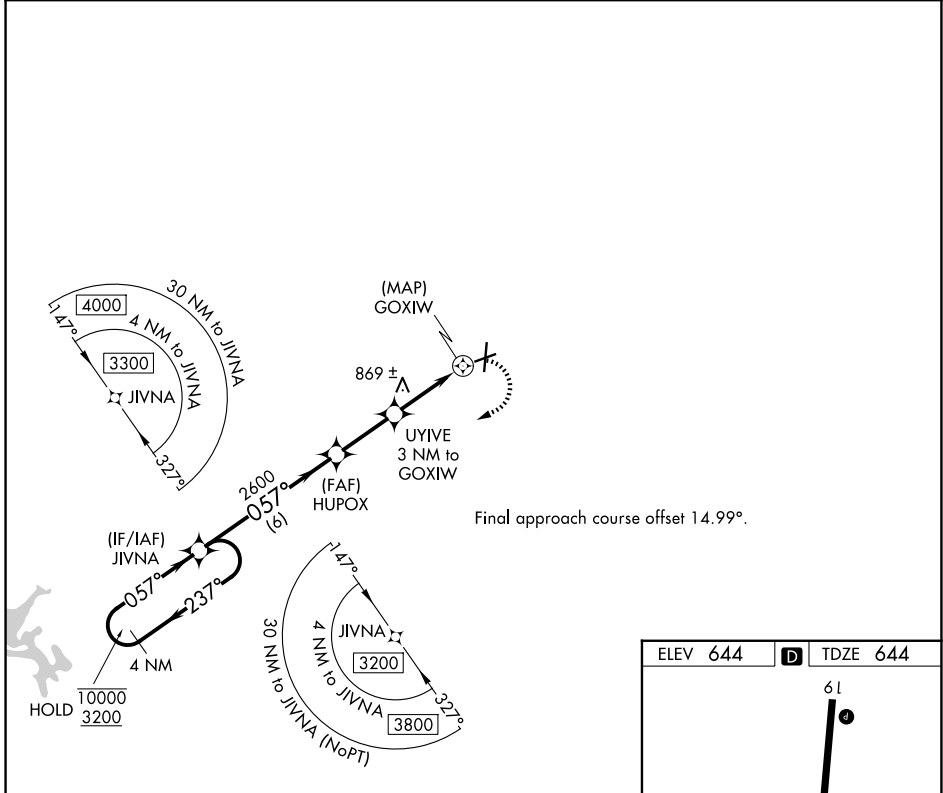 30 NM to JIVNA
4000
147°
4 NM to JIVNA
3300
JIVNA
327°
(MAP)
GOXIW
869 ±
UYIVE
3 NM to
GOXIW
(FAF)
HUPOX
2600
057°
(6)
Final approach course offset 14.99°.
(IF/IAF)
JIVNA
057°
237°
4 NM
HOLD
10000
3200
147°
JIVNA
3200
4 NM to JIVNA
3800
327°
30 NM to JIVNA (NoPT)
ELEV 644
D
TDZE 644
19
P